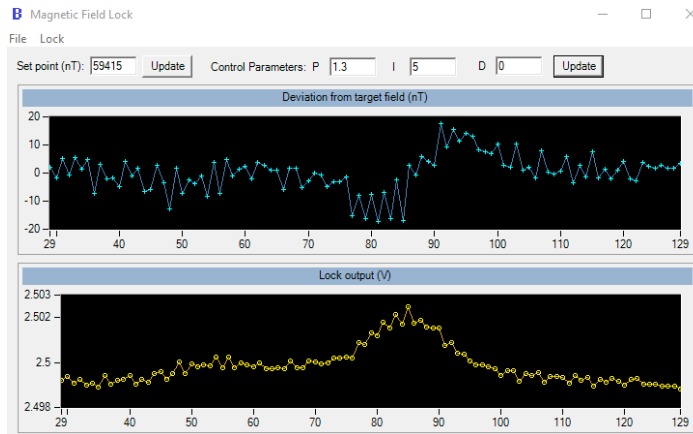 B Magnetic Field Lock
File Lock
Set point (nT): 59415 Update Control Parameters: P 1.3 I 5 D 0 Update
Deviation from target field (nT)
20
10
0
-10
-20
29 40 50 60 70 80 90 100 110 120 129
Lock output (V)
2.503
2.502
2.5
2.498
29 40 50 60 70 80 90 100 110 120 129